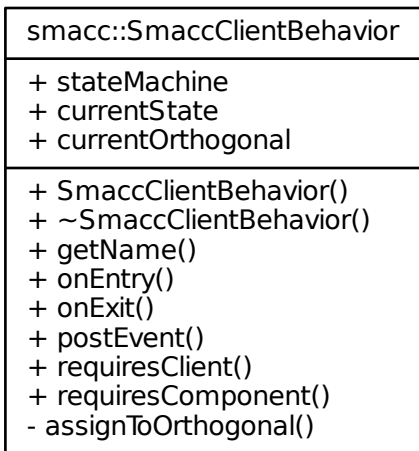 smacc::SmaccClientBehavior
+ stateMachine
+ currentState
+ currentOrthogonal
+ SmaccClientBehavior()
+ ~SmaccClientBehavior()
+ getName()
+ onEntry()
+ onExit()
+ postEvent()
+ requiresClient()
+ requiresComponent()
- assignToOrthogonal()